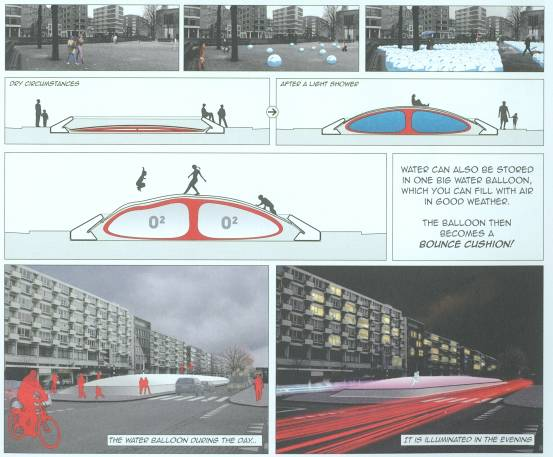 DRY CIRCUMSTANCES
AFTER A LIGHT SHOWER
O² O²
WATER CAN ALSO BE STORED
IN ONE BIG WATER BALLOON,
WHICH YOU CAN FILL WITH AIR
IN GOOD WEATHER.
THE BALLOON THEN
BECOMES A
BOUNCE CUSHION!
THE WATER BALLOON DURING THE DAY...
IT IS ILLUMINATED IN THE EVENING